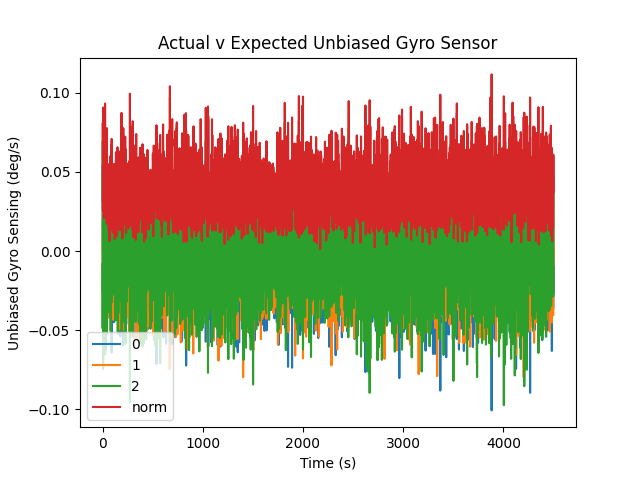 Actual v Expected Unbiased Gyro Sensor
Unbiased Gyro Sensing (deg/s)
0.10
0.05
0.00
−0.05
−0.10
0
1
2
norm
0 1000 2000 3000 4000
Time (s)